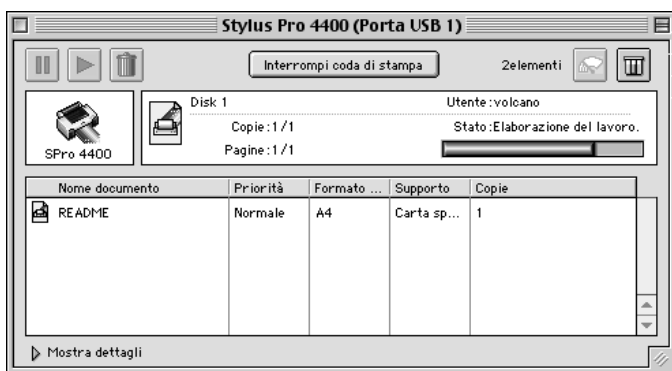 Stylus Pro 4400 (Porta USB 1)
Interrompi coda di stampa 2elementi
Disk 1 Utente:volcano
Copie:1/1 Stato:Elaborazione del lavoro.
SPro 4400 Pagine:1/1
Nome documento Priorità Formato ... Supporto Copie
README Normale A4 Carta sp... 1
Mostra dettagli